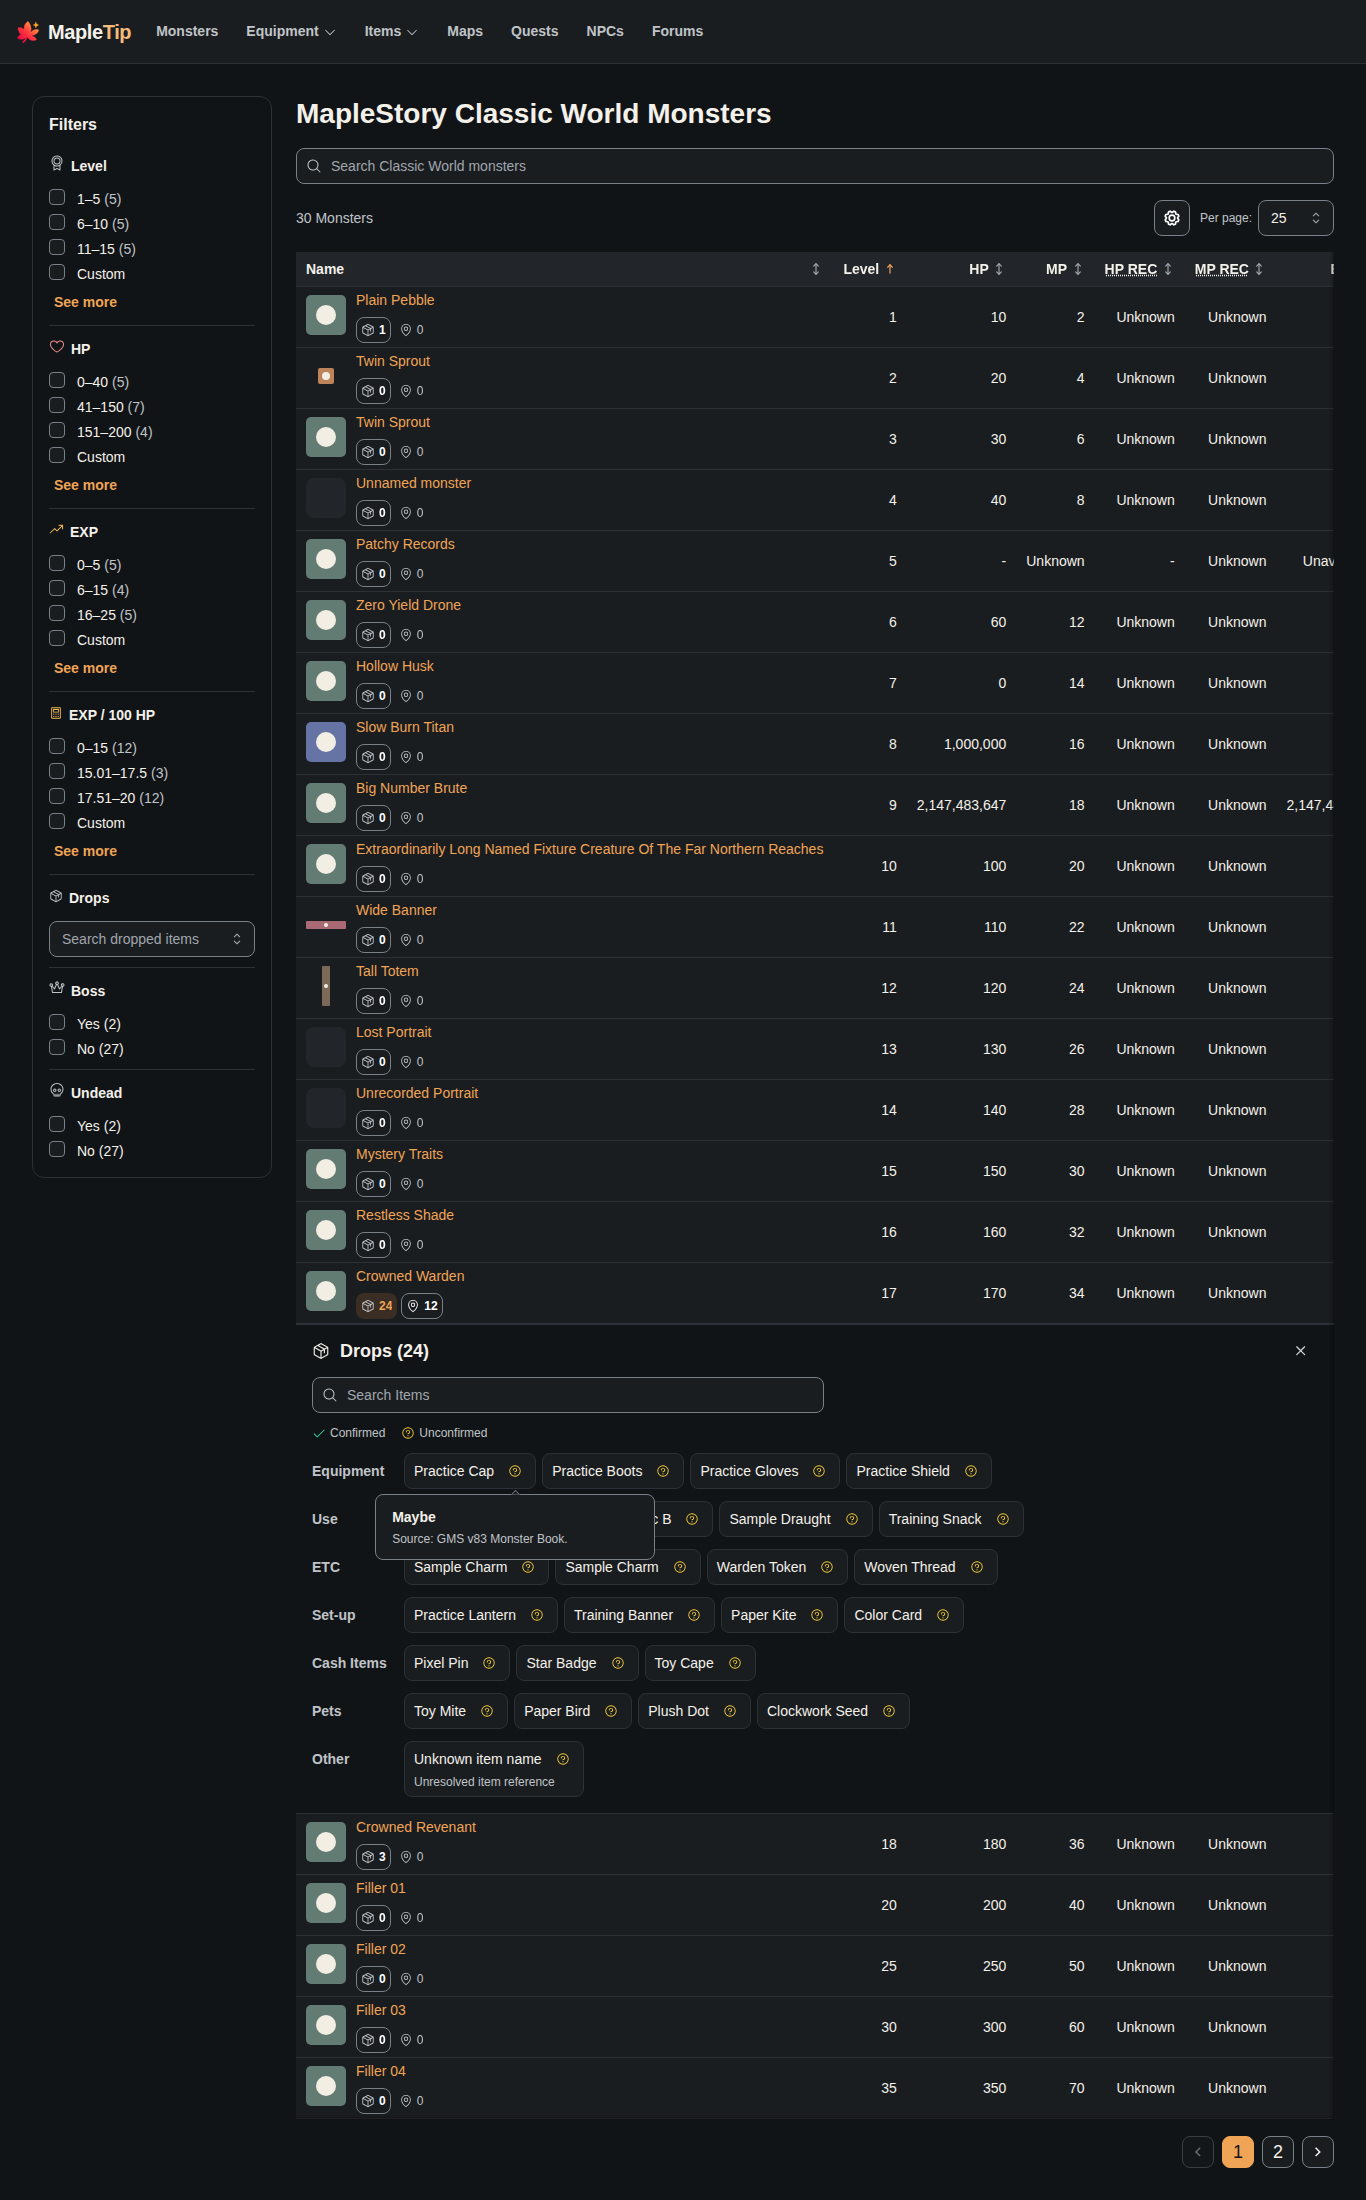 MapleTip Monsters Equipment Items Maps Quests NPCs Forums
Filters
Level
1–5 (5)
6–10 (5)
11–15 (5)
Custom
See more
HP
0–40 (5)
41–150 (7)
151–200 (4)
Custom
See more
EXP
0–5 (5)
6–15 (4)
16–25 (5)
Custom
See more
EXP / 100 HP
0–15 (12)
15.01–17.5 (3)
17.51–20 (12)
Custom
See more
Drops
Search dropped items
Boss
Yes (2)
No (27)
Undead
Yes (2)
No (27)
MapleStory Classic World Monsters
Search Classic World monsters
30 Monsters Per page: 25
Name Level HP MP HP REC MP REC
Plain Pebble
1 0 1 10 2 Unknown Unknown
Twin Sprout
0 0 2 20 4 Unknown Unknown
Twin Sprout
0 0 3 30 6 Unknown Unknown
Unnamed monster
0 0 4 40 8 Unknown Unknown
Patchy Records
0 0 5 - Unknown - Unknown Unav
Zero Yield Drone
0 0 6 60 12 Unknown Unknown
Hollow Husk
0 0 7 0 14 Unknown Unknown
Slow Burn Titan
0 0 8 1,000,000 16 Unknown Unknown
Big Number Brute
0 0 9 2,147,483,647 18 Unknown Unknown 2,147,4
Extraordinarily Long Named Fixture Creature Of The Far Northern Reaches
0 0 10 100 20 Unknown Unknown
Wide Banner
0 0 11 110 22 Unknown Unknown
Tall Totem
0 0 12 120 24 Unknown Unknown
Lost Portrait
0 0 13 130 26 Unknown Unknown
Unrecorded Portrait
0 0 14 140 28 Unknown Unknown
Mystery Traits
0 0 15 150 30 Unknown Unknown
Restless Shade
0 0 16 160 32 Unknown Unknown
Crowned Warden
24 12 17 170 34 Unknown Unknown
Drops (24)
Search Items
Confirmed Unconfirmed
Equipment Practice Cap Practice Boots Practice Gloves Practice Shield
Maybe
Source: GMS v83 Monster Book.
Use c B Sample Draught Training Snack
ETC Sample Charm Sample Charm Warden Token Woven Thread
Set-up Practice Lantern Training Banner Paper Kite Color Card
Cash Items Pixel Pin Star Badge Toy Cape
Pets Toy Mite Paper Bird Plush Dot Clockwork Seed
Other Unknown item name
Unresolved item reference
Crowned Revenant
3 0 18 180 36 Unknown Unknown
Filler 01
0 0 20 200 40 Unknown Unknown
Filler 02
0 0 25 250 50 Unknown Unknown
Filler 03
0 0 30 300 60 Unknown Unknown
Filler 04
0 0 35 350 70 Unknown Unknown
1 2